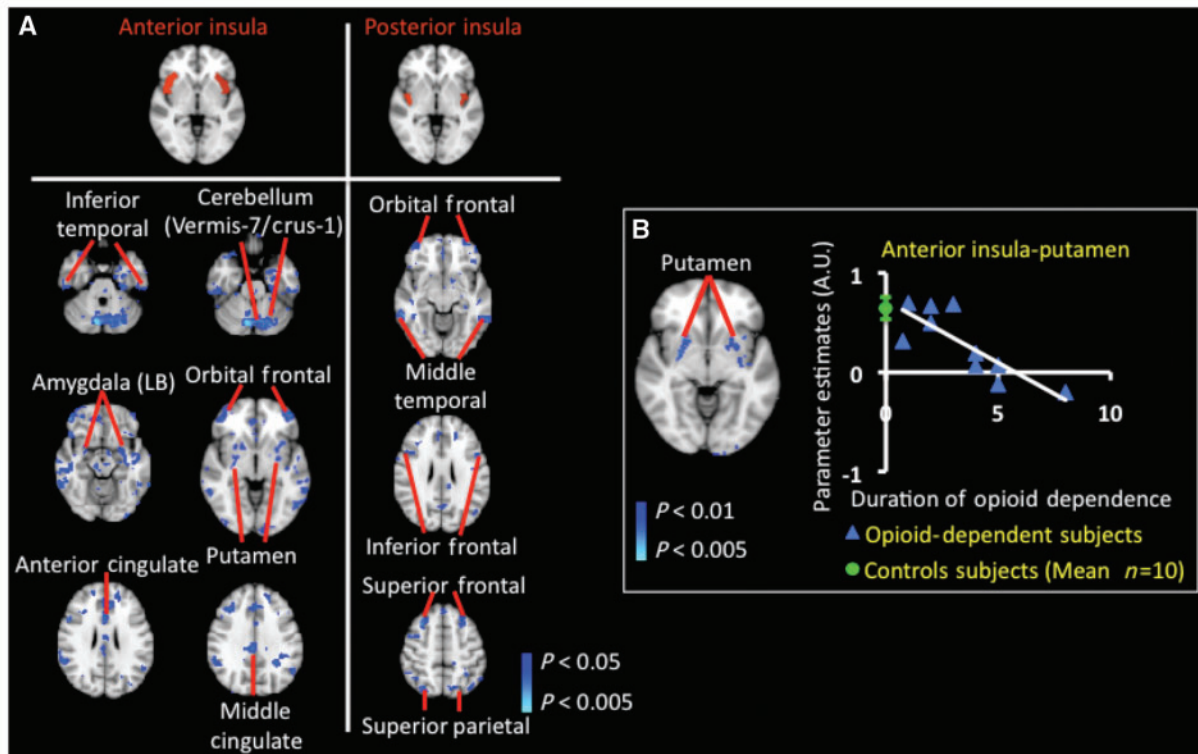 A
Anterior insula
Posterior insula
Inferior
temporal
Cerebellum
(Vermis-7/crus-1)
Amygdala (LB)
Orbital frontal
Putamen
Anterior cingulate
Middle
cingulate
Orbital frontal
Middle
temporal
Inferior frontal
Superior frontal
Superior parietal
P < 0.05
P < 0.005
B
Putamen
P < 0.01
P < 0.005
Anterior insula-putamen
Parameter estimates (A.U.)
1
0
-1
0
5
10
Duration of opioid dependence
Opioid-dependent subjects
Controls subjects (Mean n=10)